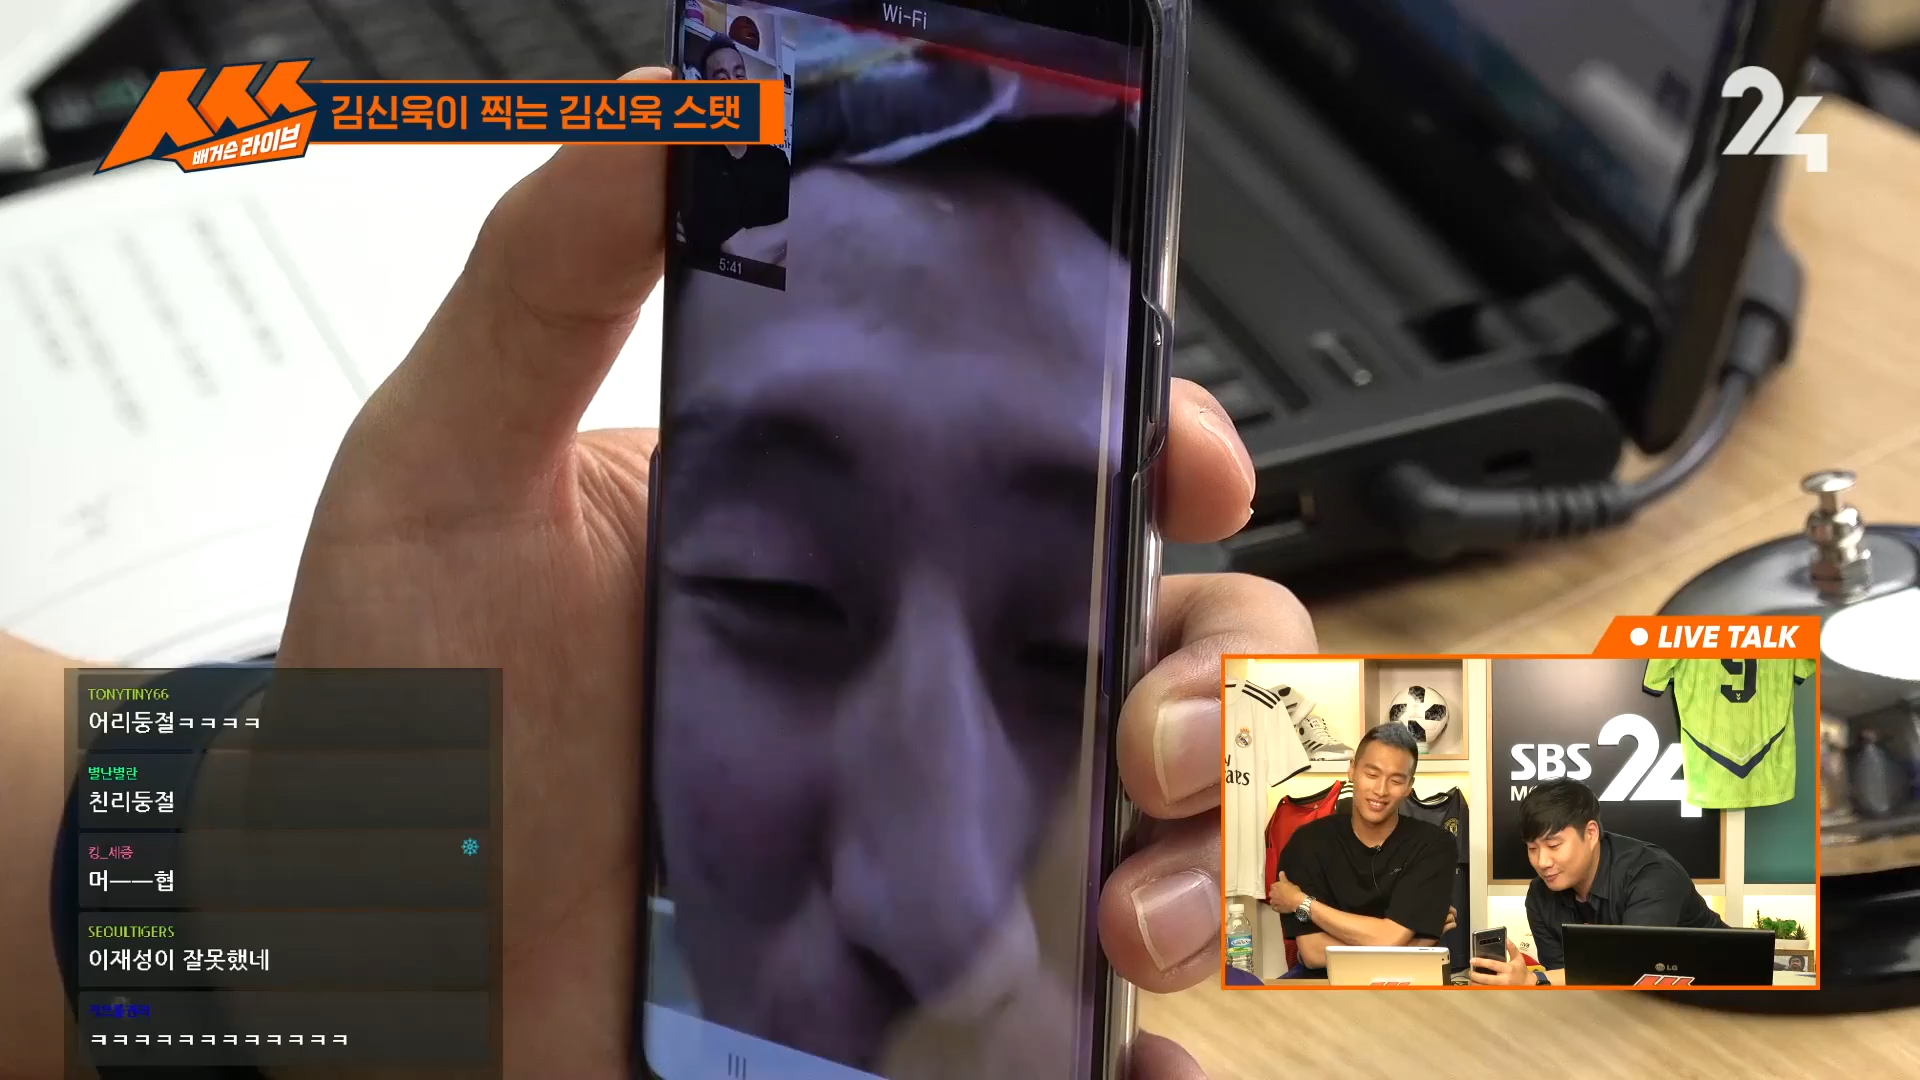 Wi-Fi
김신욱이 찍는 김신욱 스탯
배거슨 라이브
24
5:41
LIVE TALK
TONYTINY66
어리둥절ㅋㅋㅋㅋ
별난별란
친리둥절
킹_세종
머——협
SEOULTIGERS
이재성이 잘못했네
ㅋㅋㅋㅋㅋㅋㅋㅋㅋㅋㅋㅋ
9
SBS
24
LG